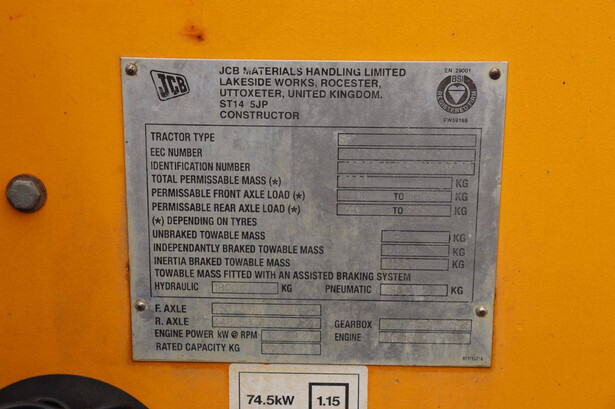 JCB
JCB MATERIALS HANDLING LIMITED
LAKESIDE WORKS, ROCESTER,
UTTOXETER, UNITED KINGDOM.
ST14 5JP
CONSTRUCTOR
EN 29001
BSI
REGISTERED FIRM
TRACTOR TYPE
EEC NUMBER
IDENTIFICATION NUMBER
TOTAL PERMISSABLE MASS (*) KG
PERMISSABLE FRONT AXLE LOAD (*) TO KG
PERMISSABLE REAR AXLE LOAD (*) TO KG
(*) DEPENDING ON TYRES
UNBRAKED TOWABLE MASS KG
INDEPENDANTLY BRAKED TOWABLE MASS KG
INERTIA BRAKED TOWABLE MASS KG
TOWABLE MASS FITTED WITH AN ASSISTED BRAKING SYSTEM
HYDRAULIC KG PNEUMATIC KG
F. AXLE
R. AXLE GEARBOX
ENGINE POWER kW @ RPM ENGINE
RATED CAPACITY KG
74.5kW 1.15